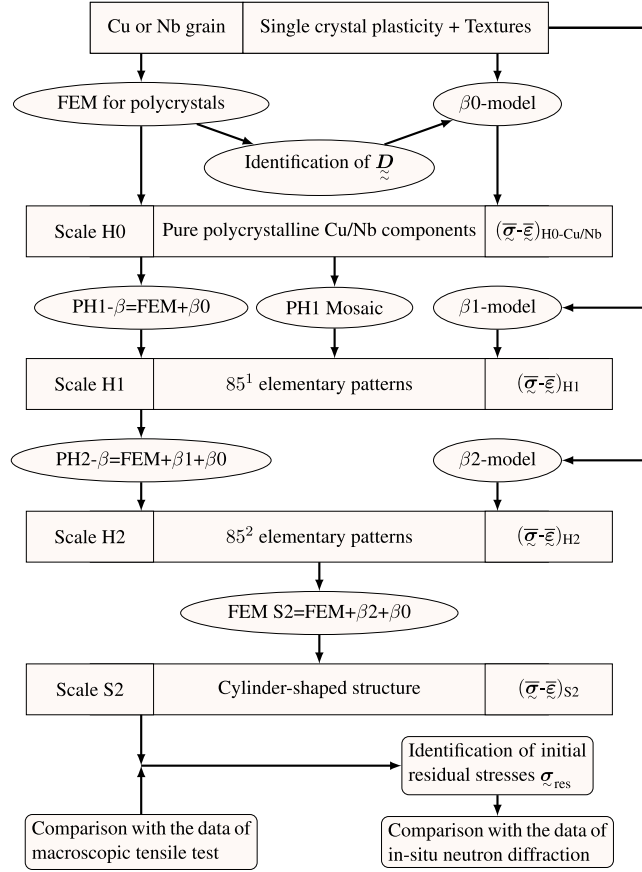 Cu or Nb grain Single crystal plasticity + Textures
FEM for polycrystals β0-model
Identification of D̰̰
Scale H0 Pure polycrystalline Cu/Nb components (σ̰̅-ε̰̅)H0-Cu/Nb
PH1-β=FEM+β0 PH1 Mosaic β1-model
Scale H1 85¹ elementary patterns (σ̰̅-ε̰̅)H1
PH2-β=FEM+β1+β0 β2-model
Scale H2 85² elementary patterns (σ̰̅-ε̰̅)H2
FEM S2=FEM+β2+β0
Scale S2 Cylinder-shaped structure (σ̰̅-ε̰̅)S2
Identification of initial
residual stresses σ̰res
Comparison with the data of
macroscopic tensile test
Comparison with the data of
in-situ neutron diffraction